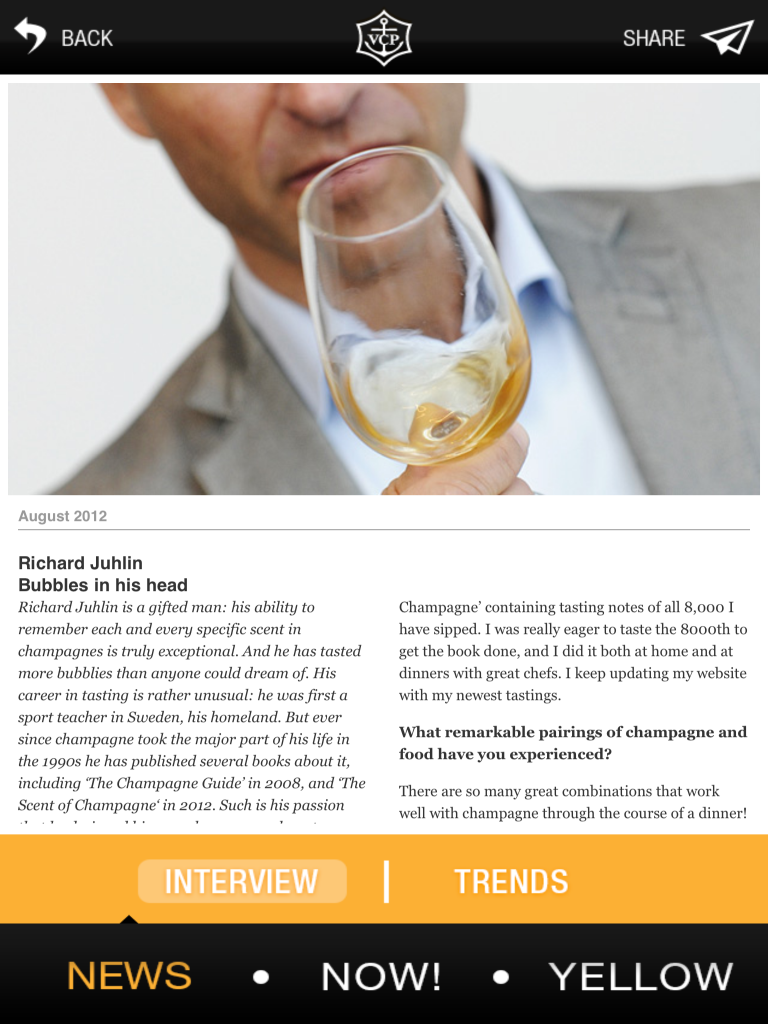 BACK
VCP
SHARE
August 2012
Richard Juhlin
Bubbles in his head
Richard Juhlin is a gifted man: his ability to
remember each and every specific scent in
champagnes is truly exceptional. And he has tasted
more bubblies than anyone could dream of. His
career in tasting is rather unusual: he was first a
sport teacher in Sweden, his homeland. But ever
since champagne took the major part of his life in
the 1990s he has published several books about it,
including ‘The Champagne Guide’ in 2008, and ‘The
Scent of Champagne‘ in 2012. Such is his passion
Champagne’ containing tasting notes of all 8,000 I
have sipped. I was really eager to taste the 8000th to
get the book done, and I did it both at home and at
dinners with great chefs. I keep updating my website
with my newest tastings.
What remarkable pairings of champagne and
food have you experienced?
There are so many great combinations that work
well with champagne through the course of a dinner!
INTERVIEW | TRENDS
NEWS • NOW! • YELLOW